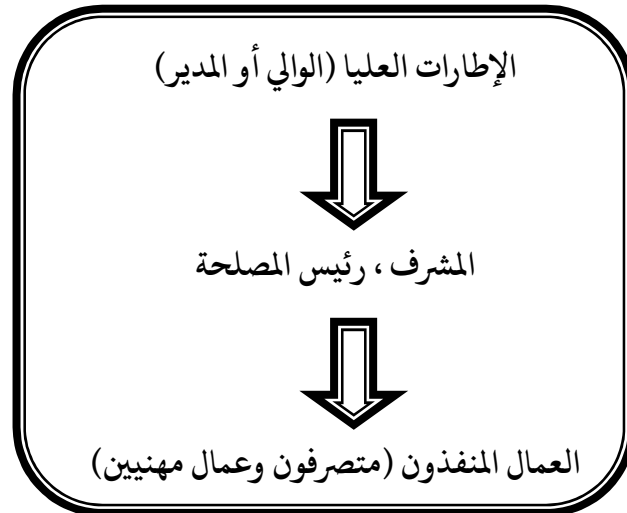 الإطارات العليا (الوالي أو المدير)
المشرف ، رئيس المصلحة
العمال المنفذون (متصرفون وعمال مهنيين)